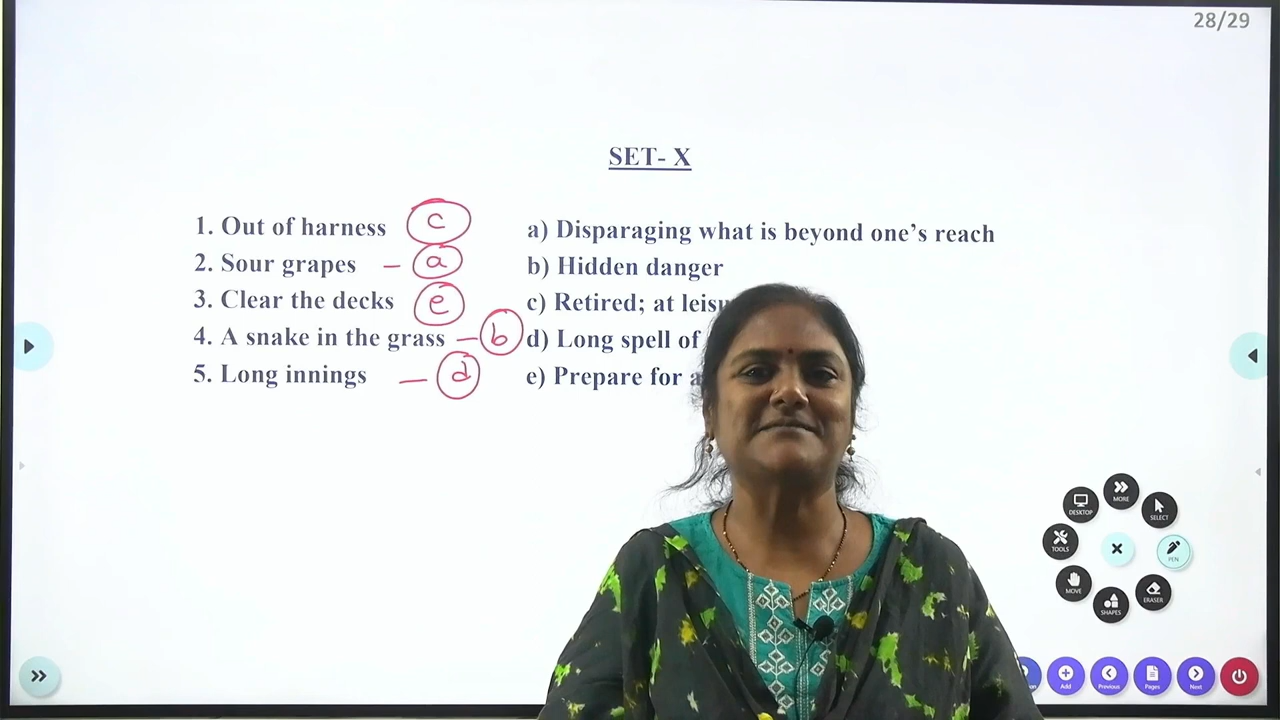 28/29
SET- X
1. Out of harness c
2. Sour grapes – a
3. Clear the decks e
4. A snake in the grass – b
5. Long innings – d
a) Disparaging what is beyond one’s reach
b) Hidden danger
c) Retired; at leis
d) Long spell of
e) Prepare for a
MORE
DESKTOP
SELECT
TOOLS
PEN
MOVE
ERASER
SHAPES
Add
Previous
Pages
Next